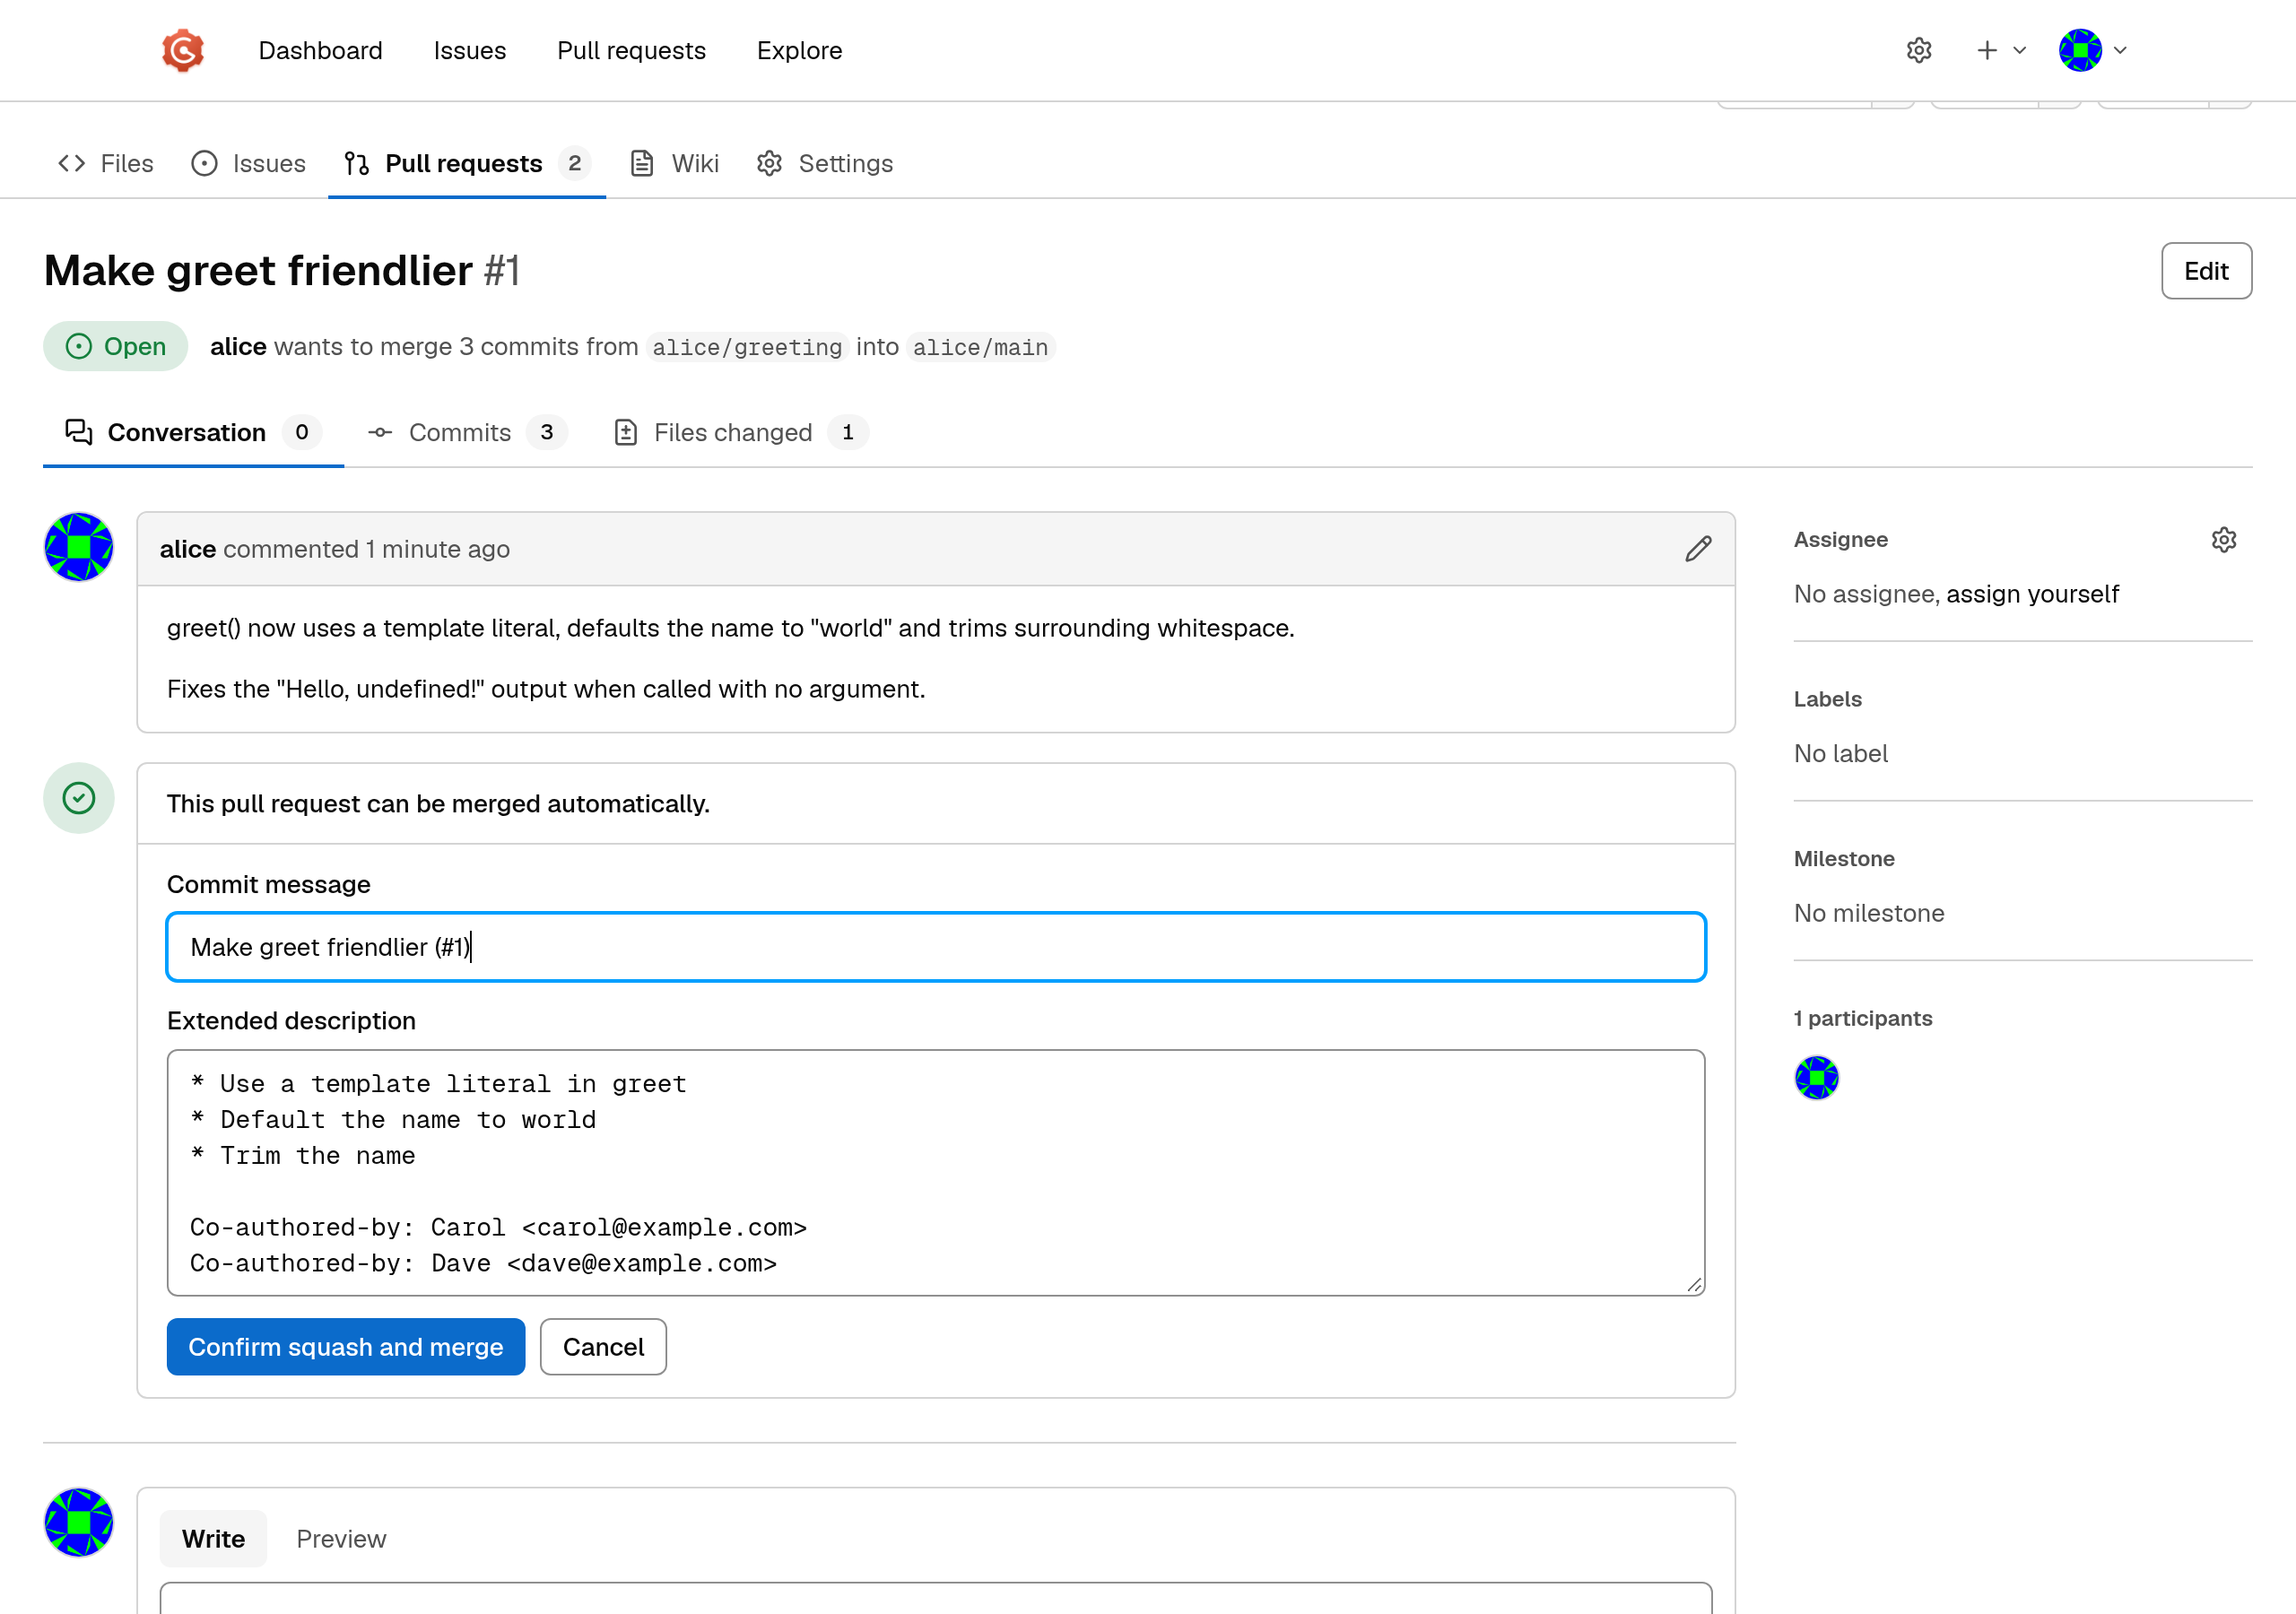 Dashboard Issues Pull requests Explore
Files Issues Pull requests 2 Wiki Settings
Make greet friendlier #1
Edit
Open alice wants to merge 3 commits from alice/greeting into alice/main
Conversation 0 Commits 3 Files changed 1
alice commented 1 minute ago
greet() now uses a template literal, defaults the name to "world" and trims surrounding whitespace.
Fixes the "Hello, undefined!" output when called with no argument.
This pull request can be merged automatically.
Commit message
Make greet friendlier (#1)
Extended description
* Use a template literal in greet
* Default the name to world
* Trim the name
Co-authored-by: Carol <carol@example.com>
Co-authored-by: Dave <dave@example.com>
Confirm squash and merge Cancel
Write Preview
Assignee
No assignee, assign yourself
Labels
No label
Milestone
No milestone
1 participants